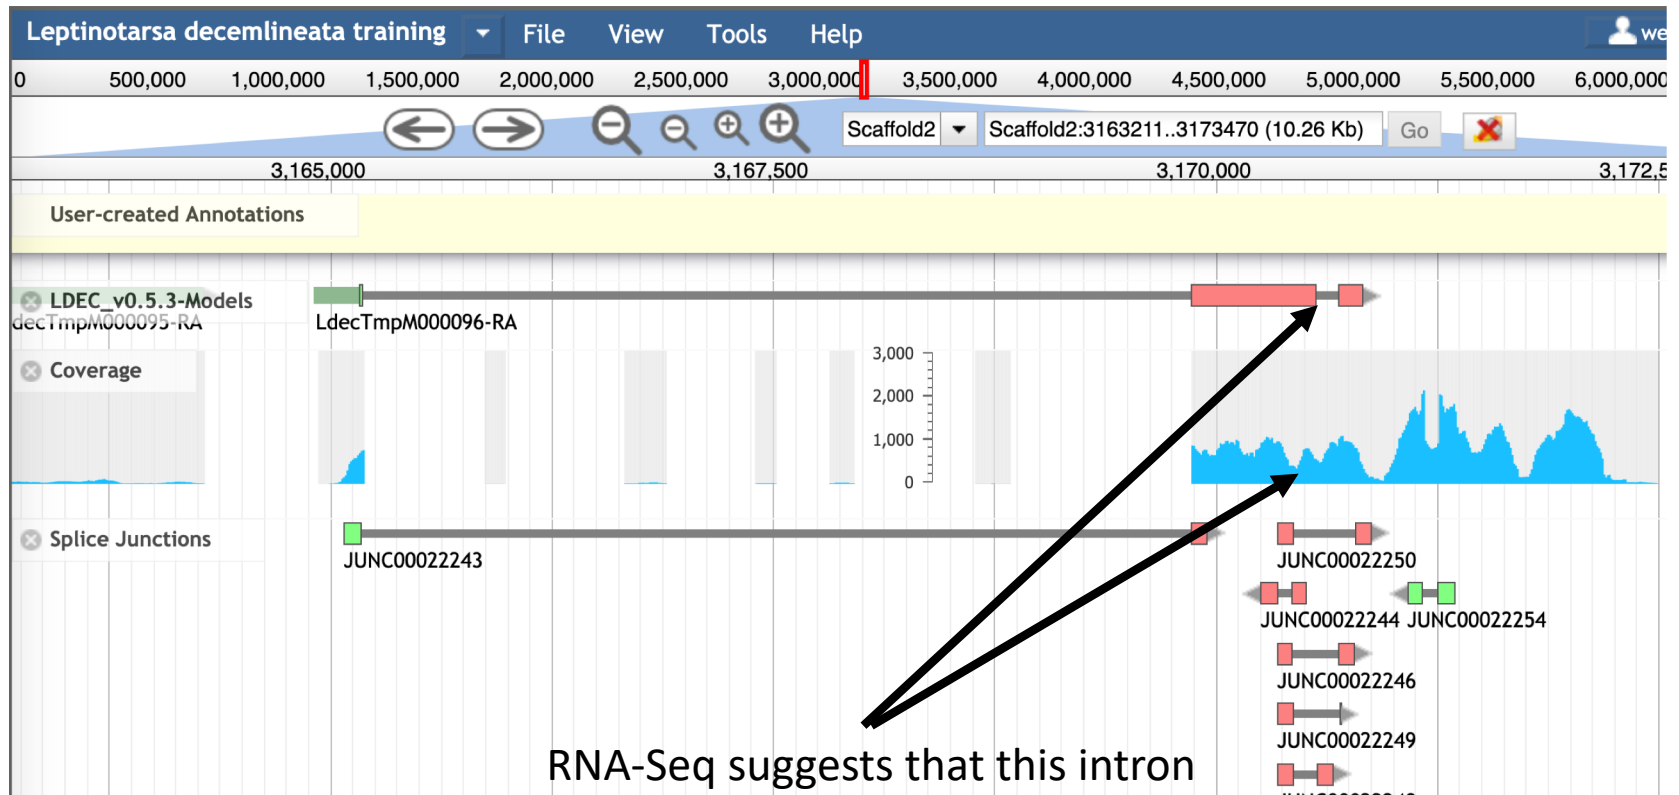 Leptinotarsa decemlineata training File View Tools Help we
0 500,000 1,000,000 1,500,000 2,000,000 2,500,000 3,000,000 3,500,000 4,000,000 4,500,000 5,000,000 5,500,000 6,000,000
Scaffold2 Scaffold2:3163211..3173470 (10.26 Kb) Go
3,165,000 3,167,500 3,170,000 3,172,5
User-created Annotations
LDEC_v0.5.3-Models
decTmpM000095-RA LdecTmpM000096-RA
Coverage
3,000
2,000
1,000
0
Splice Junctions
JUNC00022243 JUNC00022250
JUNC00022244 JUNC00022254
JUNC00022246
JUNC00022249
RNA-Seq suggests that this intron